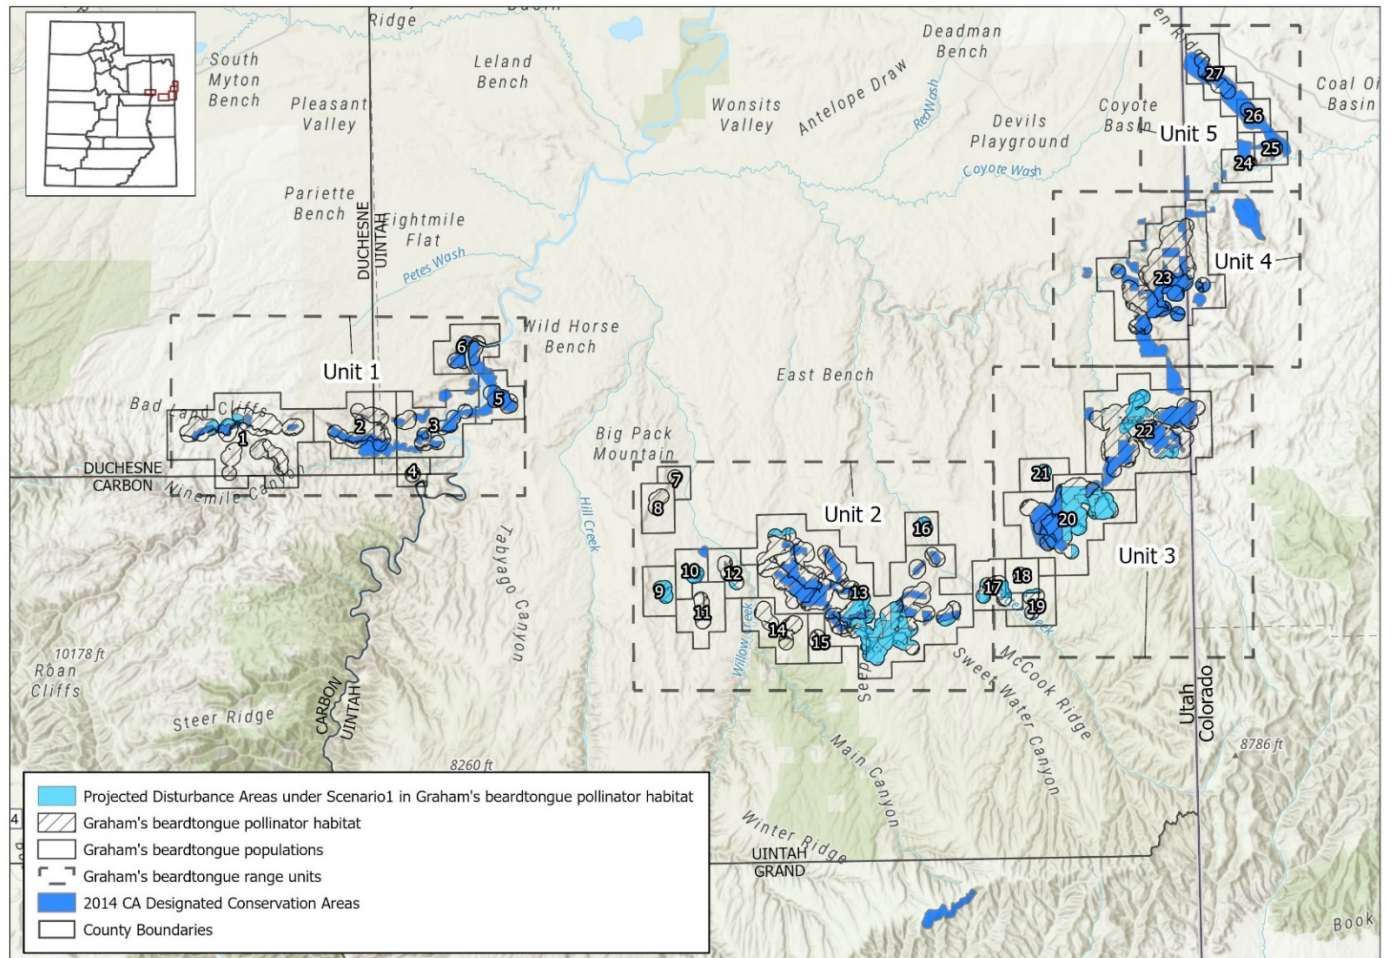 Ridge
South
Myton
Bench
Leland
Bench
Deadman
Bench
Pleasant
Valley
Wonsits
Valley
Antelope Draw
Red Wash
Devils
Playground
Coyote
Basin
Coyote Wash
Coal Oi
Basin
27
26
25
24
Unit 5
Pariette
Bench
DUCHESNE
UINTAH
Eightmile
Flat
Petes Wash
Unit 4
23
Wild Horse
Bench
Unit 1
6
5
East Bench
Bad Land Cliffs
1
2
3
4
Big Pack
Mountain
DUCHESNE
CARBON
Ninemile Canyon
22
21
20
7
8
Unit 2
16
Unit 3
Hill Creek
Tabyago Canyon
9
10
11
12
13
14
15
17
18
19
Willow Creek
Creek
Sweet Water Canyon
McCook Ridge
10178 ft
Roan
Cliffs
Steer Ridge
CARBON
UINTAH
8260 ft
Main Canyon
Utah
Colorado
8786 ft
Winter Ridge
UINTAH
GRAND
Book
4
Projected Disturbance Areas under Scenario1 in Graham's beardtongue pollinator habitat
Graham's beardtongue pollinator habitat
Graham's beardtongue populations
Graham's beardtongue range units
2014 CA Designated Conservation Areas
County Boundaries